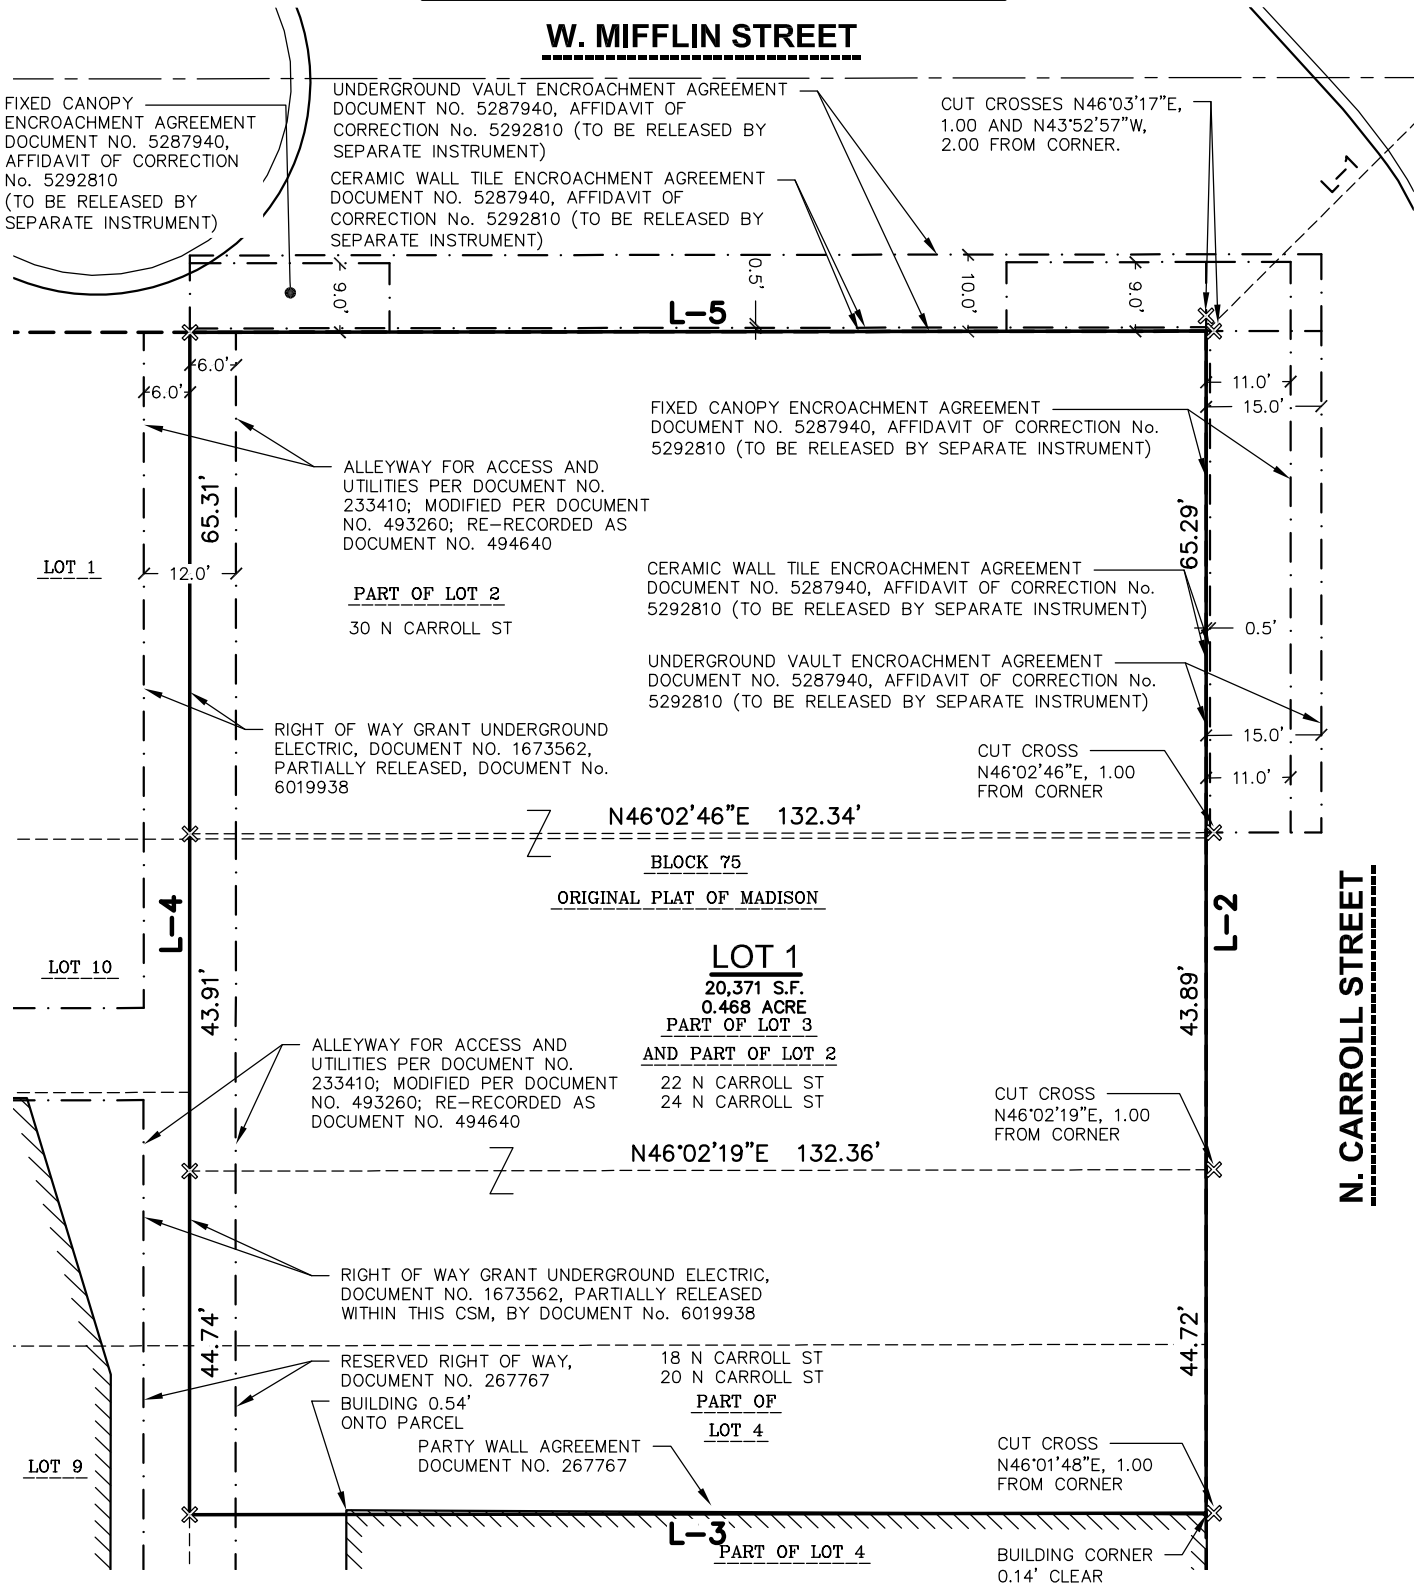 W. MIFFLIN STREET
FIXED CANOPY
ENCROACHMENT AGREEMENT
DOCUMENT NO. 5287940,
AFFIDAVIT OF CORRECTION
No. 5292810
(TO BE RELEASED BY
SEPARATE INSTRUMENT)
UNDERGROUND VAULT ENCROACHMENT AGREEMENT
DOCUMENT NO. 5287940, AFFIDAVIT OF
CORRECTION No. 5292810 (TO BE RELEASED BY
SEPARATE INSTRUMENT)
CERAMIC WALL TILE ENCROACHMENT AGREEMENT
DOCUMENT NO. 5287940, AFFIDAVIT OF
CORRECTION No. 5292810 (TO BE RELEASED BY
SEPARATE INSTRUMENT)
CUT CROSSES N46°03'17"E,
1.00 AND N43°52'57"W,
2.00 FROM CORNER.
L-1
9.0'
0.5'
10.0'
9.0'
L-5
6.0'
6.0'
11.0'
15.0'
FIXED CANOPY ENCROACHMENT AGREEMENT
DOCUMENT NO. 5287940, AFFIDAVIT OF CORRECTION No.
5292810 (TO BE RELEASED BY SEPARATE INSTRUMENT)
ALLEYWAY FOR ACCESS AND
UTILITIES PER DOCUMENT NO.
233410; MODIFIED PER DOCUMENT
NO. 493260; RE-RECORDED AS
DOCUMENT NO. 494640
65.31'
65.29'
LOT 1
12.0'
PART OF LOT 2
30 N CARROLL ST
CERAMIC WALL TILE ENCROACHMENT AGREEMENT
DOCUMENT NO. 5287940, AFFIDAVIT OF CORRECTION No.
5292810 (TO BE RELEASED BY SEPARATE INSTRUMENT)
0.5'
UNDERGROUND VAULT ENCROACHMENT AGREEMENT
DOCUMENT NO. 5287940, AFFIDAVIT OF CORRECTION No.
5292810 (TO BE RELEASED BY SEPARATE INSTRUMENT)
RIGHT OF WAY GRANT UNDERGROUND
ELECTRIC, DOCUMENT NO. 1673562,
PARTIALLY RELEASED, DOCUMENT No.
6019938
15.0'
11.0'
CUT CROSS
N46°02'46"E, 1.00
FROM CORNER
N46°02'46"E 132.34'
BLOCK 75
ORIGINAL PLAT OF MADISON
L-4
L-2
N. CARROLL STREET
LOT 10
LOT 1
20,371 S.F.
0.468 ACRE
PART OF LOT 3
AND PART OF LOT 2
22 N CARROLL ST
24 N CARROLL ST
43.91'
43.89'
ALLEYWAY FOR ACCESS AND
UTILITIES PER DOCUMENT NO.
233410; MODIFIED PER DOCUMENT
NO. 493260; RE-RECORDED AS
DOCUMENT NO. 494640
CUT CROSS
N46°02'19"E, 1.00
FROM CORNER
N46°02'19"E 132.36'
RIGHT OF WAY GRANT UNDERGROUND ELECTRIC,
DOCUMENT NO. 1673562, PARTIALLY RELEASED
WITHIN THIS CSM, BY DOCUMENT No. 6019938
44.74'
44.72'
RESERVED RIGHT OF WAY,
DOCUMENT NO. 267767
18 N CARROLL ST
20 N CARROLL ST
PART OF
LOT 4
BUILDING 0.54'
ONTO PARCEL
PARTY WALL AGREEMENT
DOCUMENT NO. 267767
LOT 9
CUT CROSS
N46°01'48"E, 1.00
FROM CORNER
L-3
PART OF LOT 4
BUILDING CORNER
0.14' CLEAR